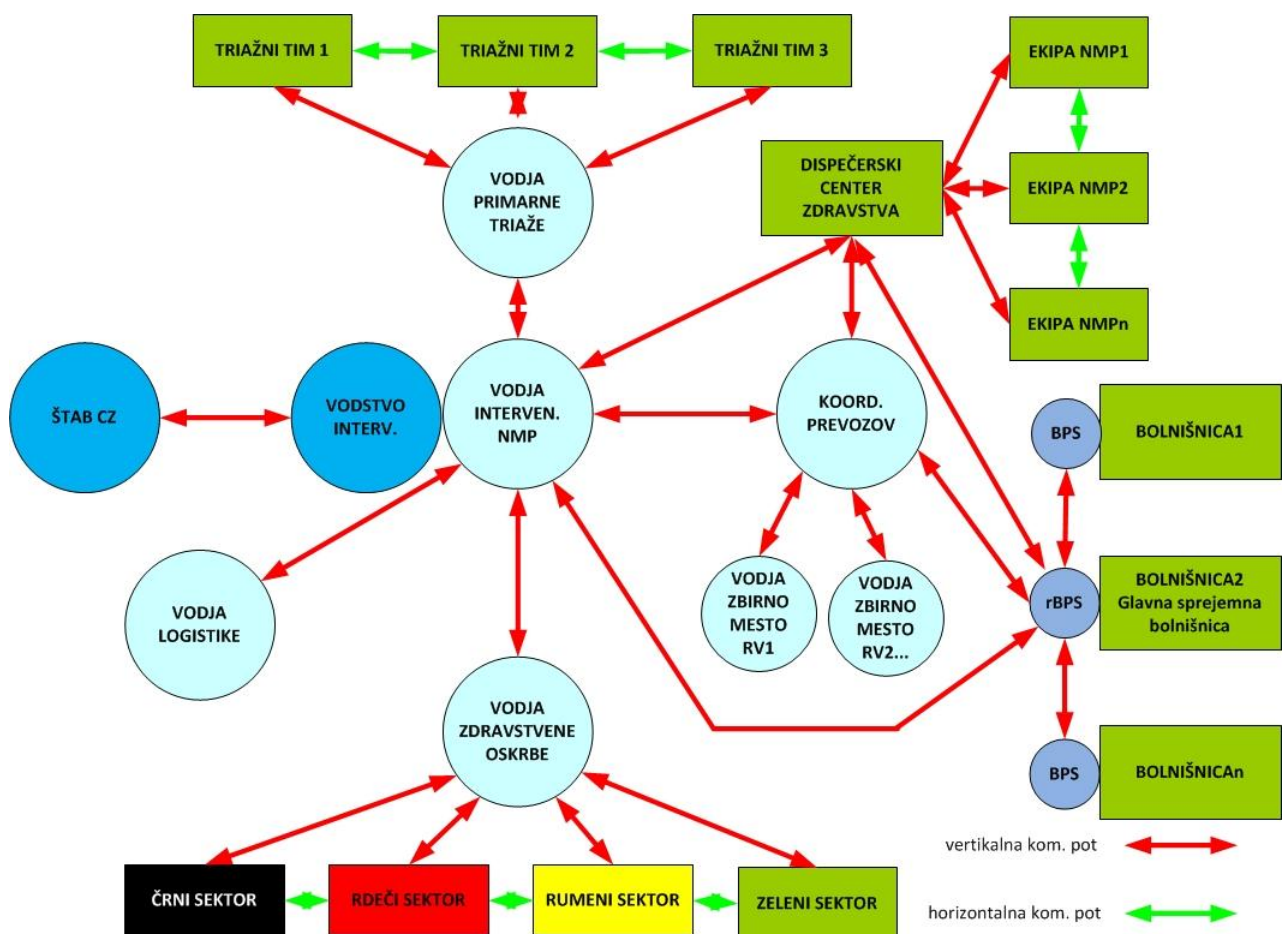 TRIAŽNI TIM 1
TRIAŽNI TIM 2
TRIAŽNI TIM 3
EKIPA NMP1
VODJA
PRIMARNE
TRIAŽE
DISPEČERSKI
CENTER
ZDRAVSTVA
EKIPA NMP2
EKIPA NMPn
ŠTAB CZ
VODSTVO
INTERV.
VODJA
INTERVEN.
NMP
KOORD.
PREVOZOV
BPS
BOLNIŠNICA1
VODJA
LOGISTIKE
VODJA
ZBIRNO
MESTO
RV1
VODJA
ZBIRNO
MESTO
RV2...
rBPS
BOLNIŠNICA2
Glavna sprejemna
bolnišnica
VODJA
ZDRAVSTVENE
OSKRBE
BPS
BOLNIŠNICAn
ČRNI SEKTOR
RDEČI SEKTOR
RUMENI SEKTOR
ZELENI SEKTOR
vertikalna kom. pot
horizontalna kom. pot